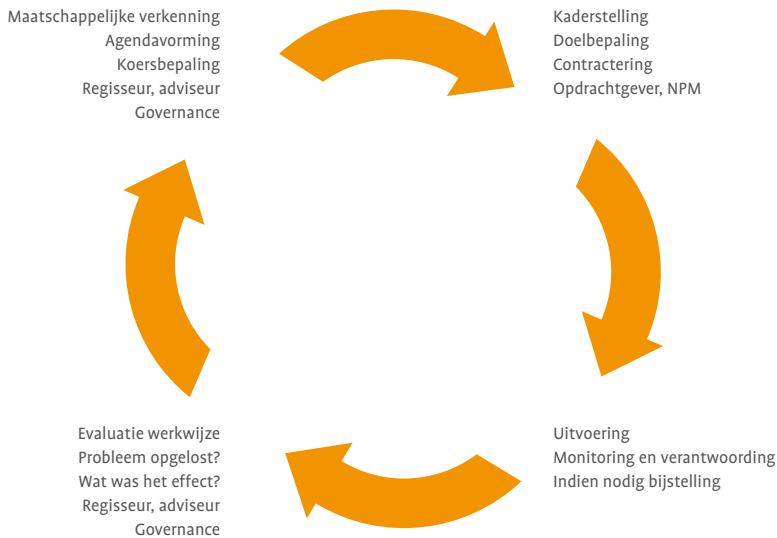 Maatschappelijke verkenning
Agendavorming
Koersbepaling
Regisseur, adviseur
Governance
Kaderstelling
Doelbepaling
Contractering
Opdrachtgever, NPM
Uitvoering
Monitoring en verantwoording
Indien nodig bijstelling
Evaluatie werkwijze
Probleem opgelost?
Wat was het effect?
Regisseur, adviseur
Governance